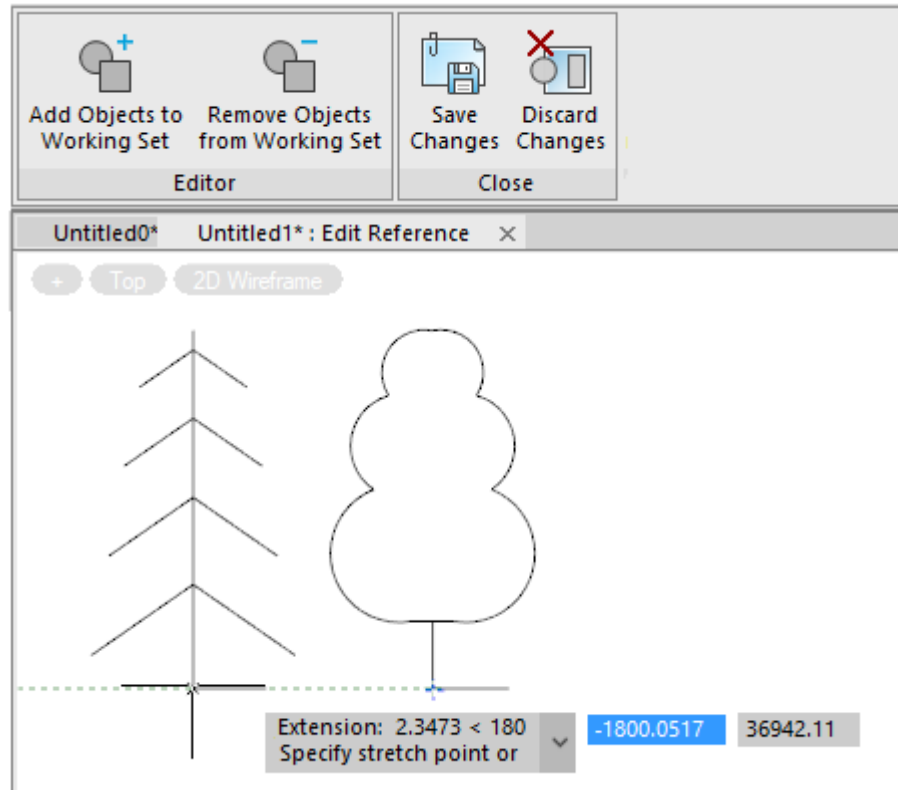 Add Objects to
Working Set
Remove Objects
from Working Set
Save
Changes
Discard
Changes
Editor
Close
Untitled0*
Untitled1* : Edit Reference
+
Top
2D Wireframe
Extension: 2.3473 < 180
Specify stretch point or
-1800.0517
36942.11